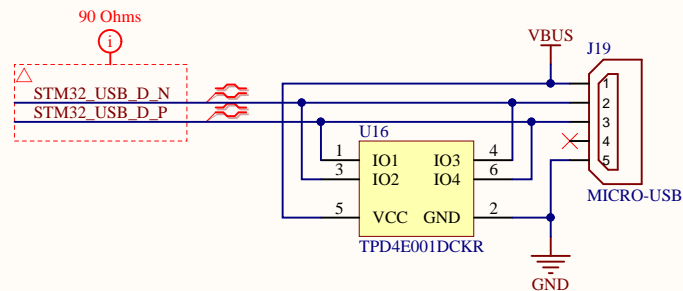 90 Ohms
i
VBUS
J19
STM32_USB_D_N
STM32_USB_D_P
1
2
3
4
5
U16
1 IO1 IO3 4
3 IO2 IO4 6
5 VCC GND 2
TPD4E001DCKR
MICRO-USB
GND